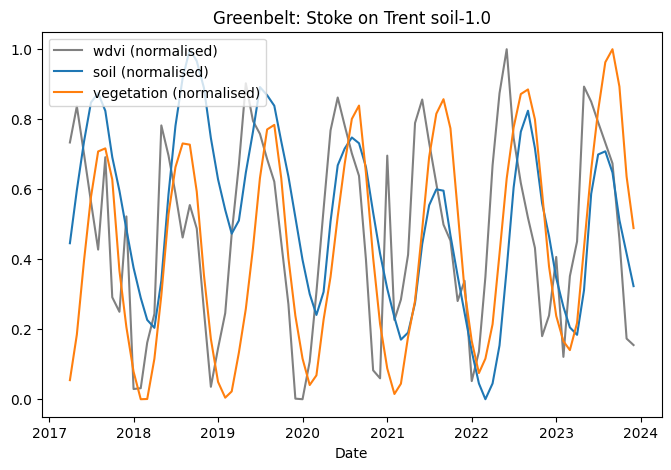 Greenbelt: Stoke on Trent soil-1.0
wdvi (normalised)
soil (normalised)
vegetation (normalised)
1.0
0.8
0.6
0.4
0.2
0.0
2017 2018 2019 2020 2021 2022 2023 2024
Date